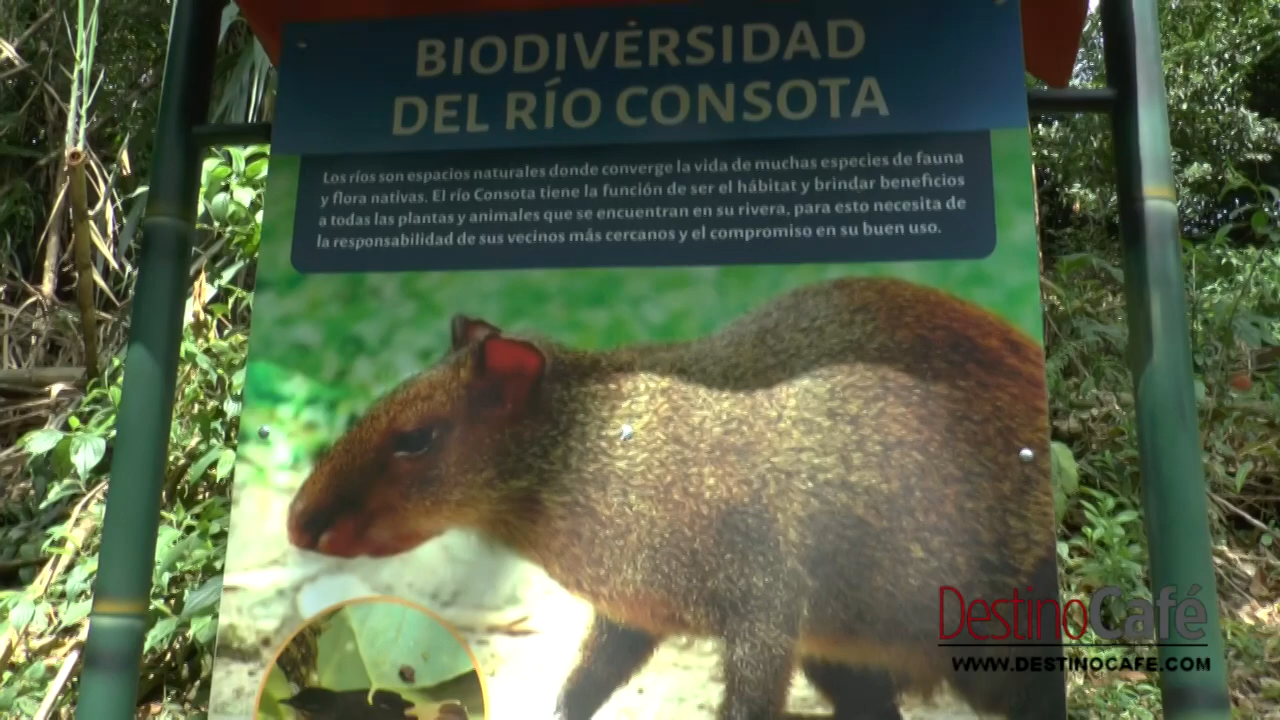 BIODIVERSIDAD
DEL RÍO CONSOTA
Los ríos son espacios naturales donde converge la vida de muchas especies de fauna
y flora nativas. El río Consota tiene la función de ser el hábitat y brindar beneficios
a todas las plantas y animales que se encuentran en su rivera, para esto necesita de
la responsabilidad de sus vecinos más cercanos y el compromiso en su buen uso.
DestinoCafé
WWW.DESTINOCAFE.COM